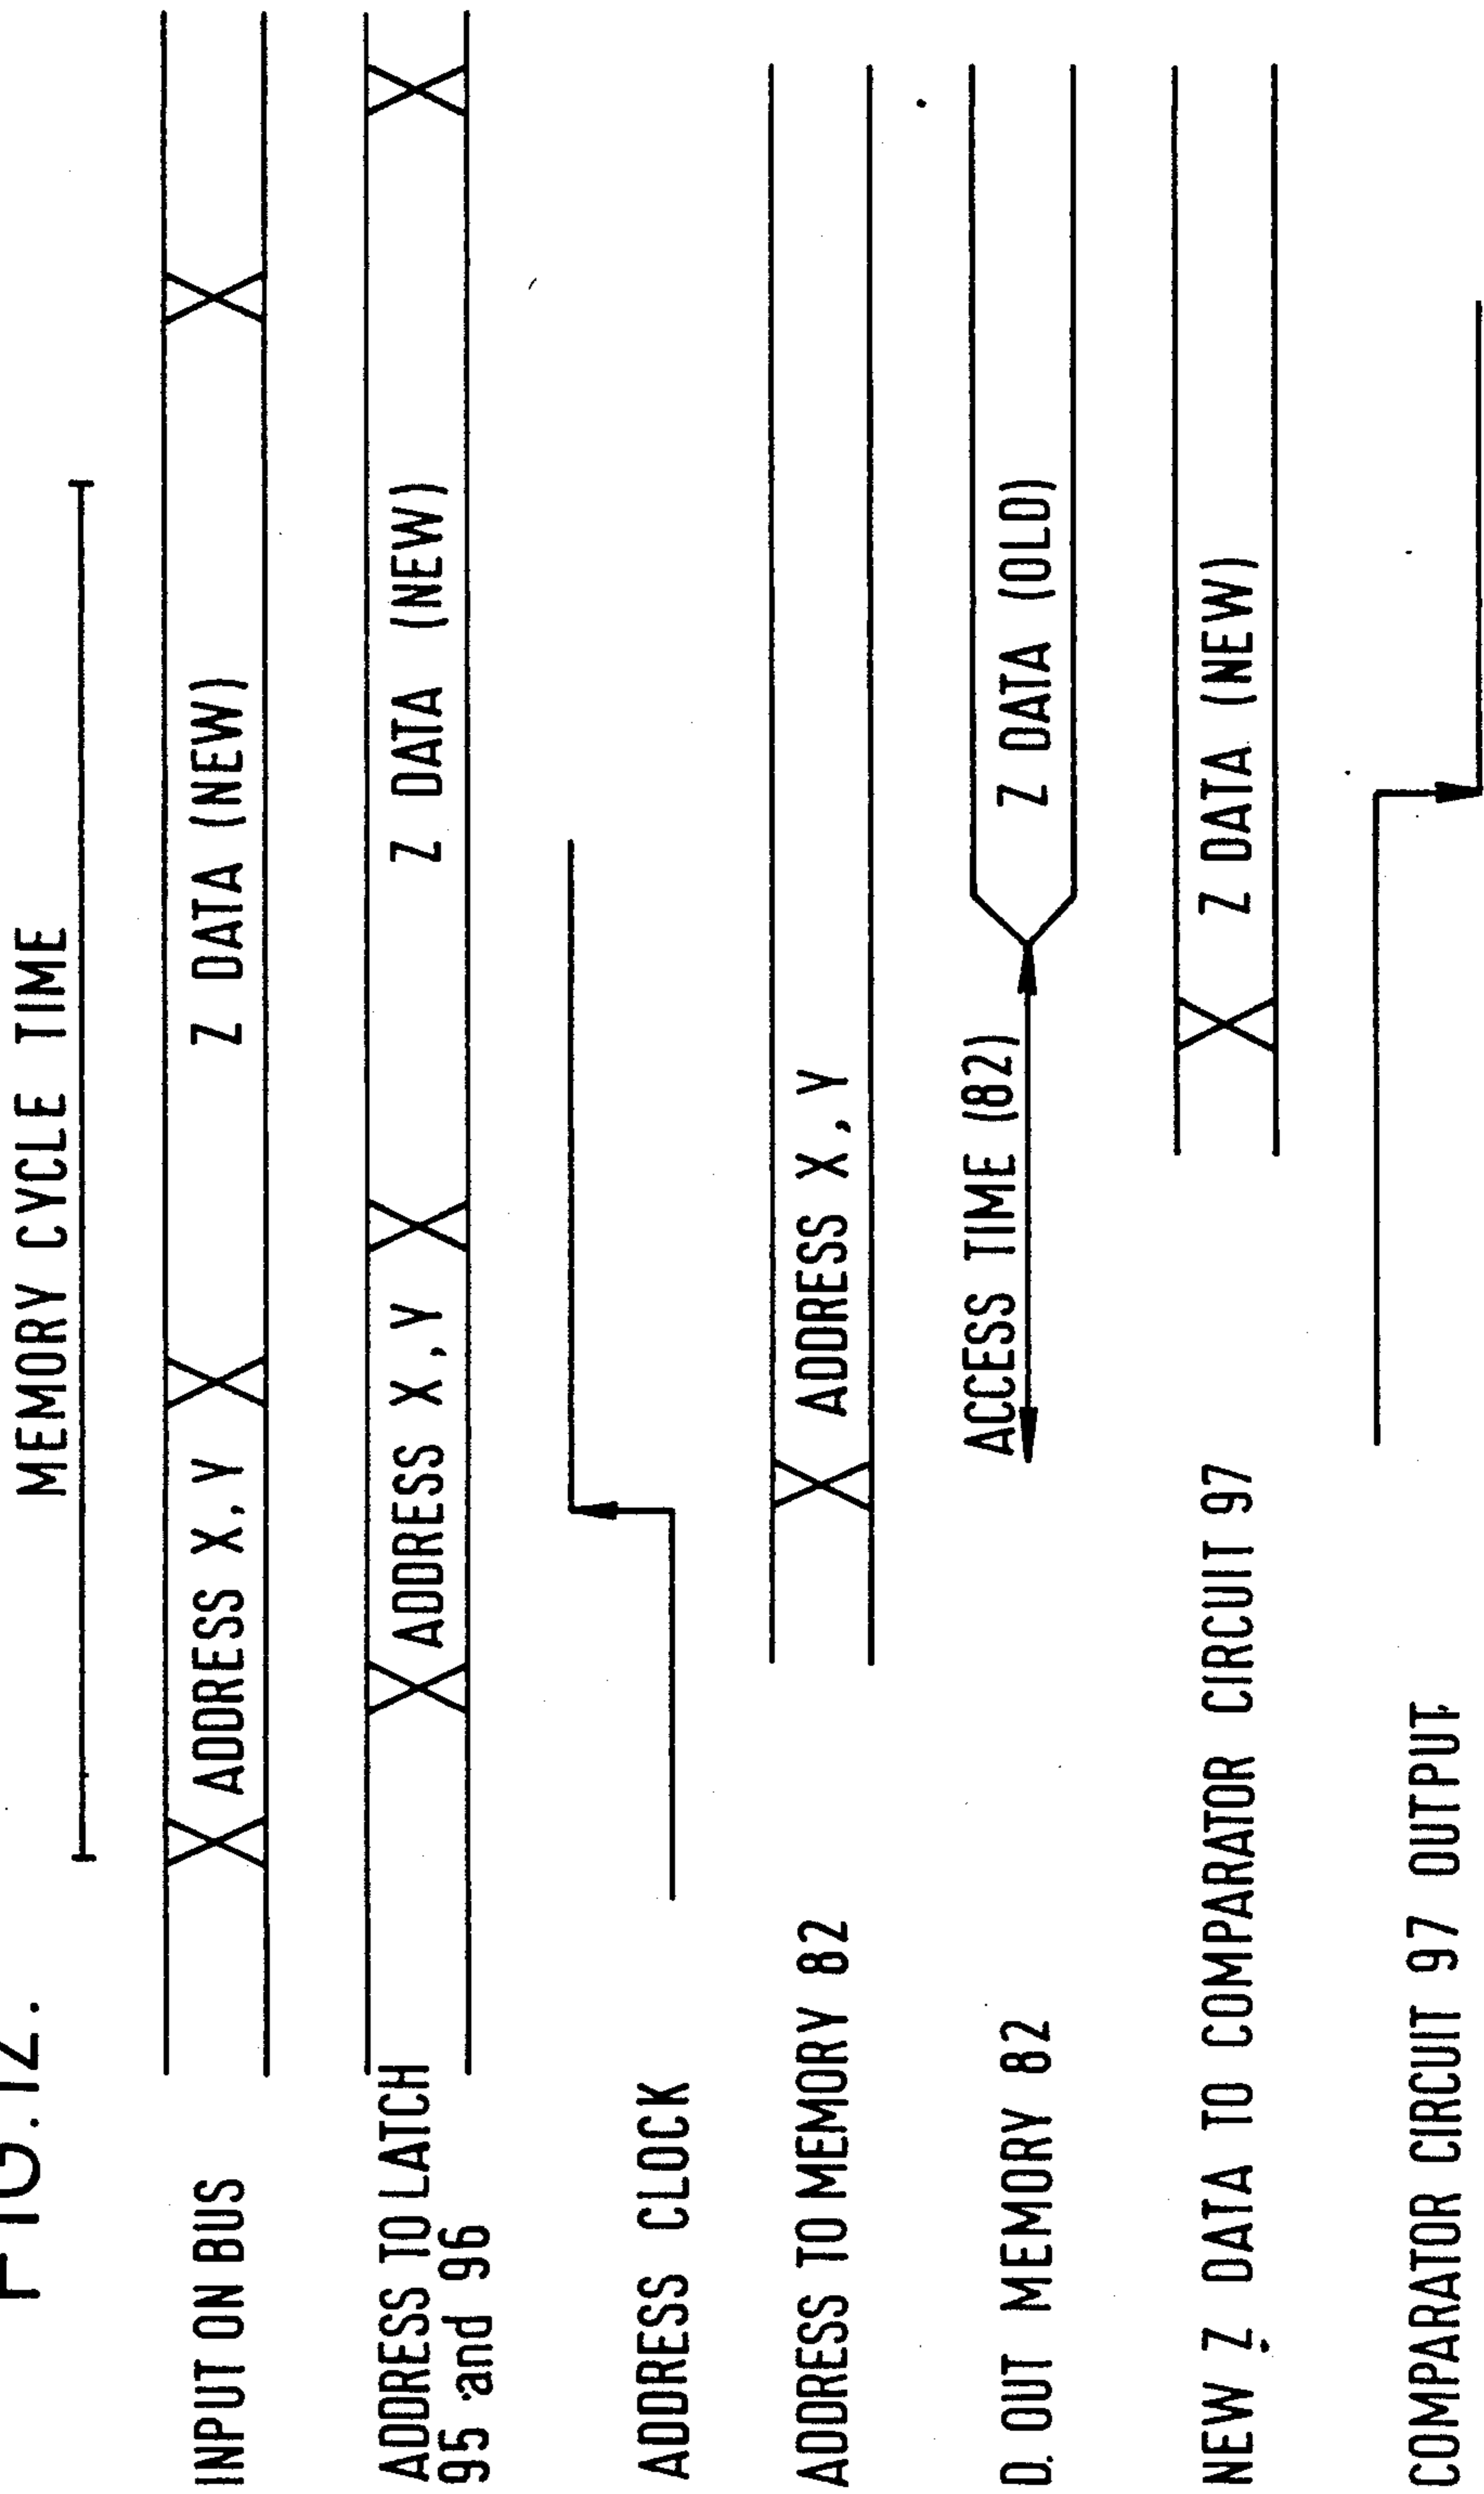 FIG.12.
MEMORY CYCLE TIME
INPUT ON BUS
ADDRESS X,Y
Z DATA (NEW)
ADDRESS TO LATCH
95 and 96
ADDRESS X,Y
Z DATA (NEW)
ADDRESS CLOCK
ADDRESS TO MEMORY 82
ADDRESS X,Y
D.OUT MEMORY 82
ACCESS TIME (82)
Z DATA (OLD)
NEW Z DATA TO COMPARATOR CIRCUIT 97
Z DATA (NEW)
COMPARATOR CIRCUIT 97 OUTPUT